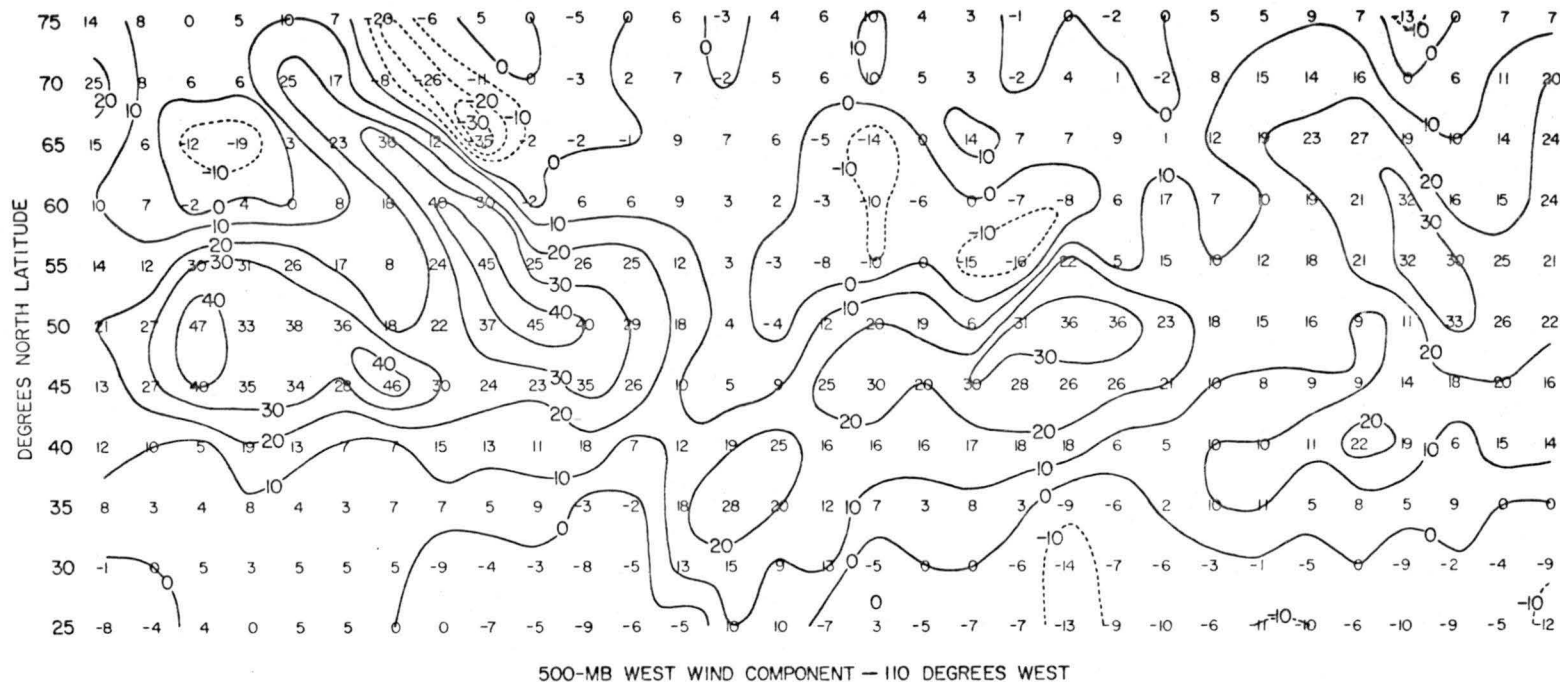 75 14 8 0 5 10 7 -20 -6 5 0 -5 0 6 -3 4 6 10 4 3 -1 0 -2 0 5 5 9 7 -13 0 7 7
70 25 8 6 6 25 17 -8 -26 -11 0 -3 2 7 -2 5 6 10 5 3 -2 4 1 -2 8 15 14 16 0 6 11 20
65 15 6 -12 -19 3 23 38 12 -35 -2 -2 -1 9 7 6 -5 -14 0 14 7 7 9 1 12 19 23 27 19 10 14 24
60 10 7 -2 4 0 8 18 40 30 -2 6 6 9 3 2 -3 -10 -6 0 -7 -8 6 17 7 10 19 21 32 16 15 24
55 14 12 30 31 26 17 8 24 45 25 26 25 12 3 -3 -8 -10 0 -15 -16 22 5 15 10 12 18 21 32 30 25 21
50 21 27 47 33 38 36 18 22 37 45 40 29 18 4 -4 12 20 19 6 31 36 36 23 18 15 16 9 11 33 26 22
45 13 27 40 35 34 28 46 30 24 23 35 26 10 5 9 25 30 20 30 28 26 26 21 10 8 9 9 14 18 20 16
40 12 10 5 19 13 7 7 15 13 11 18 7 12 19 25 16 16 16 17 18 18 6 5 10 10 11 22 19 6 15 14
35 8 3 4 8 4 3 7 7 5 9 -3 -2 18 28 20 12 7 3 8 3 -9 -6 2 10 11 5 8 5 9 0 0
30 -1 0 5 3 5 5 5 -9 -4 -3 -8 -5 13 15 9 13 -5 0 0 -6 -14 -7 -6 -3 -1 -5 0 -9 -2 -4 -9
25 -8 -4 4 0 5 5 0 0 -7 -5 -9 -6 -5 10 10 -7 3 -5 -7 -7 -13 -9 -10 -6 -11 -10 -6 -10 -9 -5 -12
DEGREES NORTH LATITUDE
500-MB WEST WIND COMPONENT — 110 DEGREES WEST